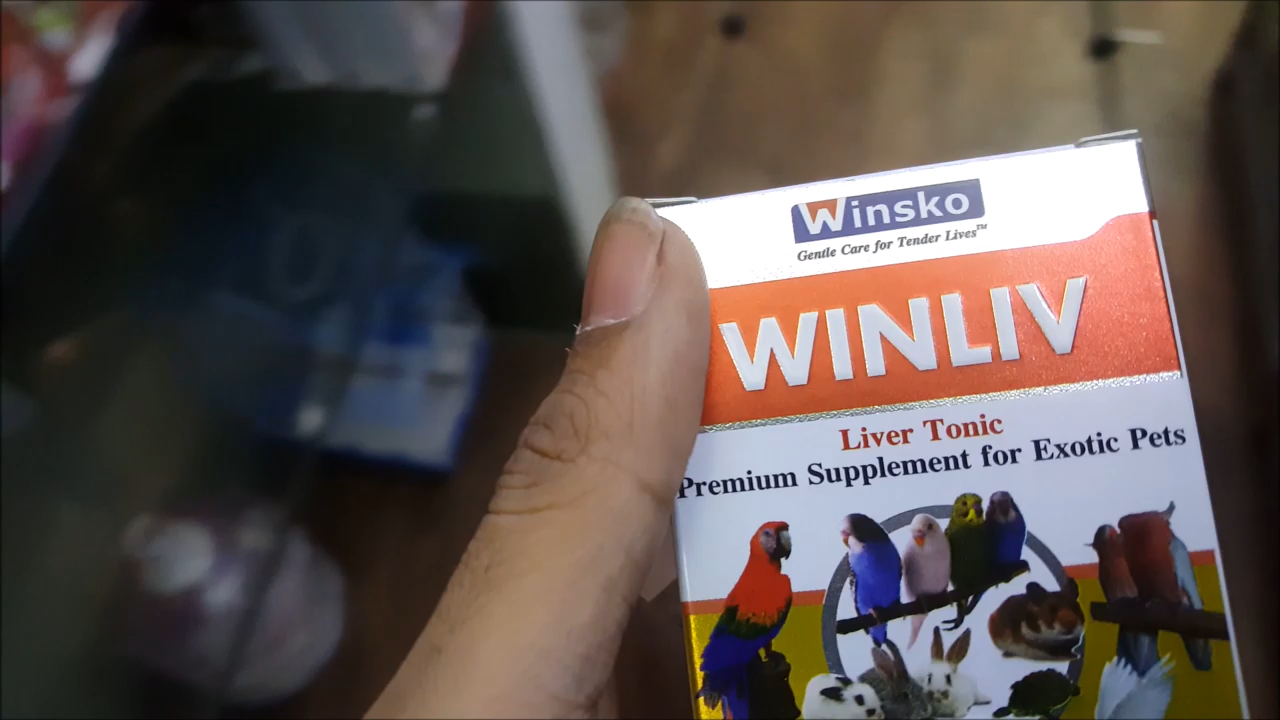 Winsko
Gentle Care for Tender Lives™
WINLIV
Liver Tonic
Premium Supplement for Exotic Pets